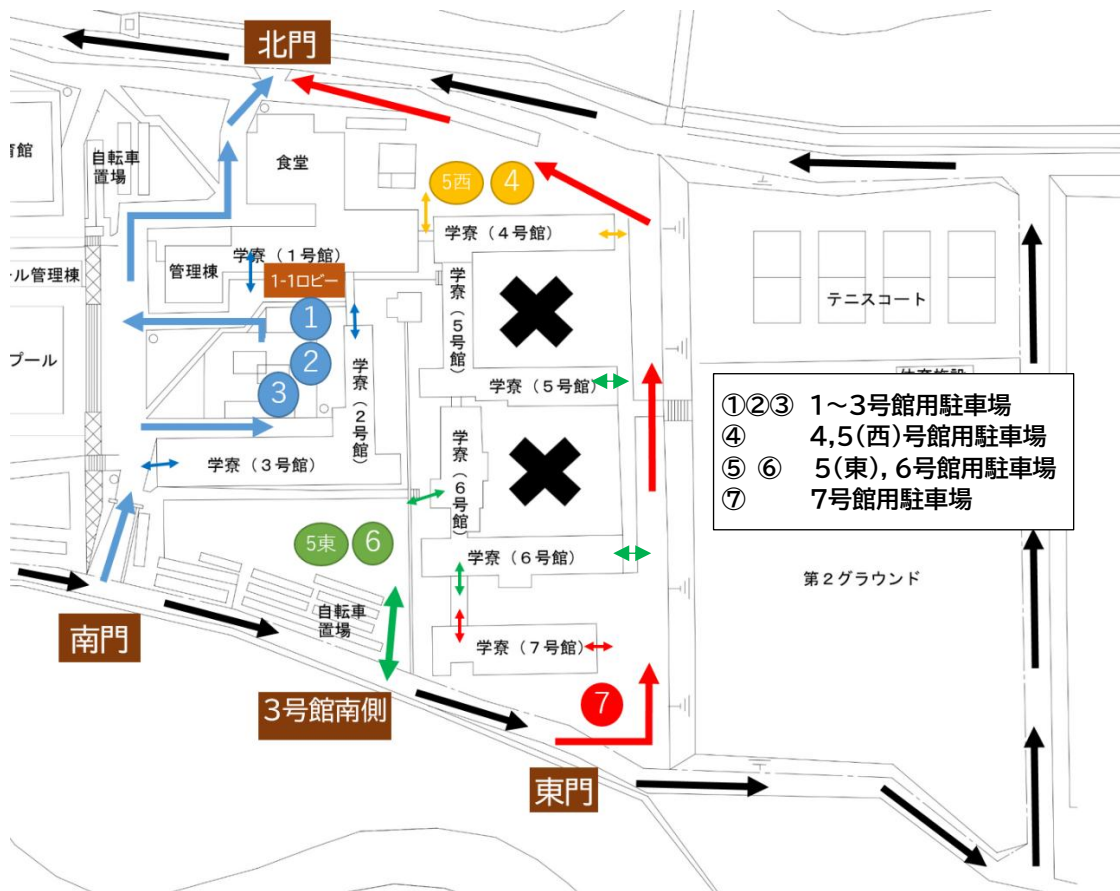 北門
育館
自転車
置場
食堂
5西
4
学寮（4号館）
学寮（1号館）
管理棟
ール管理棟
1-1ロビー
テニスコート
学寮（5号館）
1
プール
2
3
学寮（2号館）
学寮（5号館）
①②③ 1～3号館用駐車場
④ 4,5(西)号館用駐車場
⑤ ⑥ 5(東),6号館用駐車場
⑦ 7号館用駐車場
学寮（3号館）
学寮（6号館）
5東
6
学寮（6号館）
第２グラウンド
自転車
置場
南門
学寮（7号館）
3号館南側
7
東門